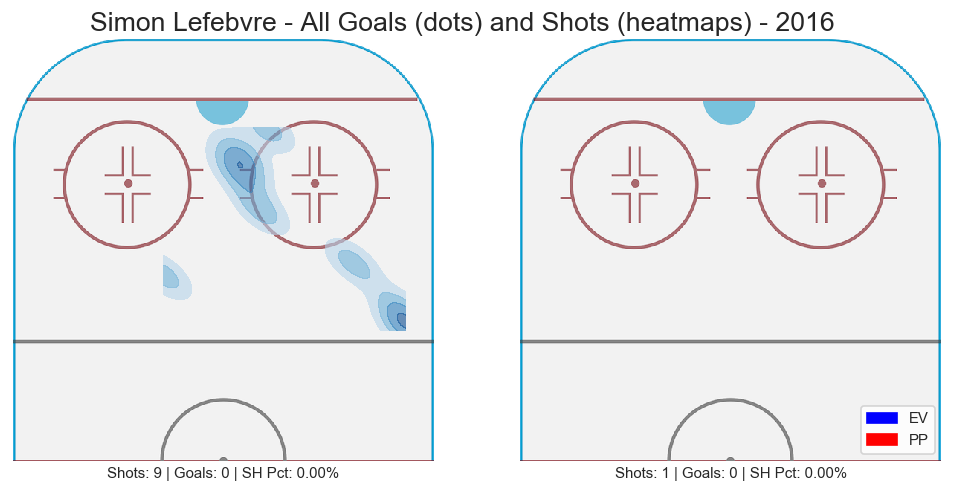 Simon Lefebvre - All Goals (dots) and Shots (heatmaps) - 2016
EV
PP
Shots: 9 | Goals: 0 | SH Pct: 0.00%
Shots: 1 | Goals: 0 | SH Pct: 0.00%